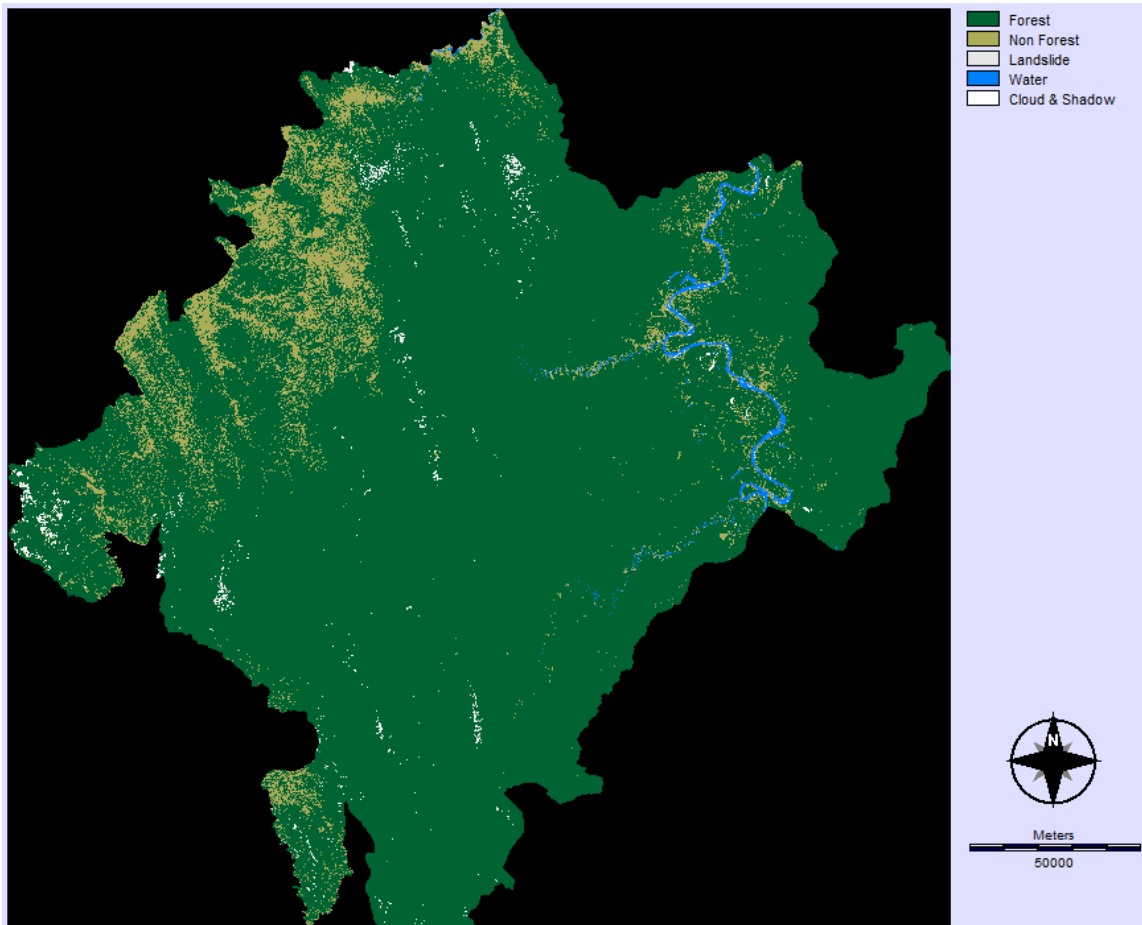 Forest
Non Forest
Landslide
Water
Cloud & Shadow
N
Meters
50000